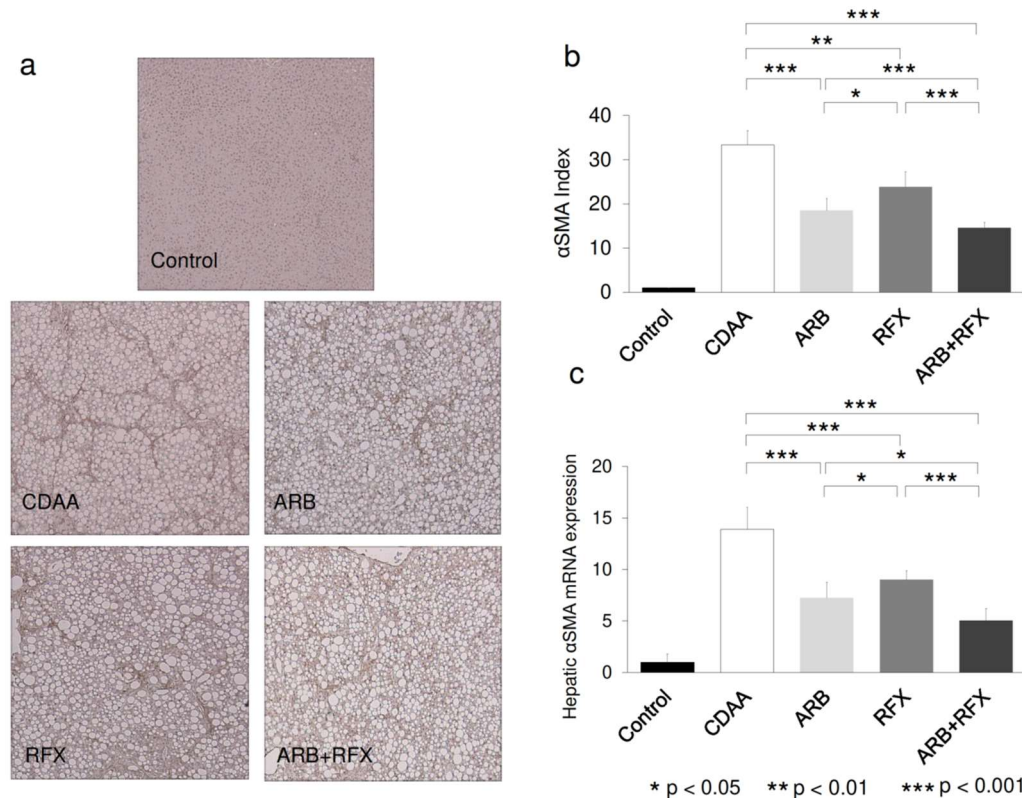 a
Control
CDAA
ARB
RFX
ARB+RFX
b
***
**
***
***
*
***
αSMA Index
40
30
20
10
0
Control
CDAA
ARB
RFX
ARB+RFX
c
***
***
***
*
*
***
Hepatic αSMA mRNA expression
20
15
10
5
0
Control
CDAA
ARB
RFX
ARB+RFX
* p < 0.05 ** p < 0.01 *** p < 0.001